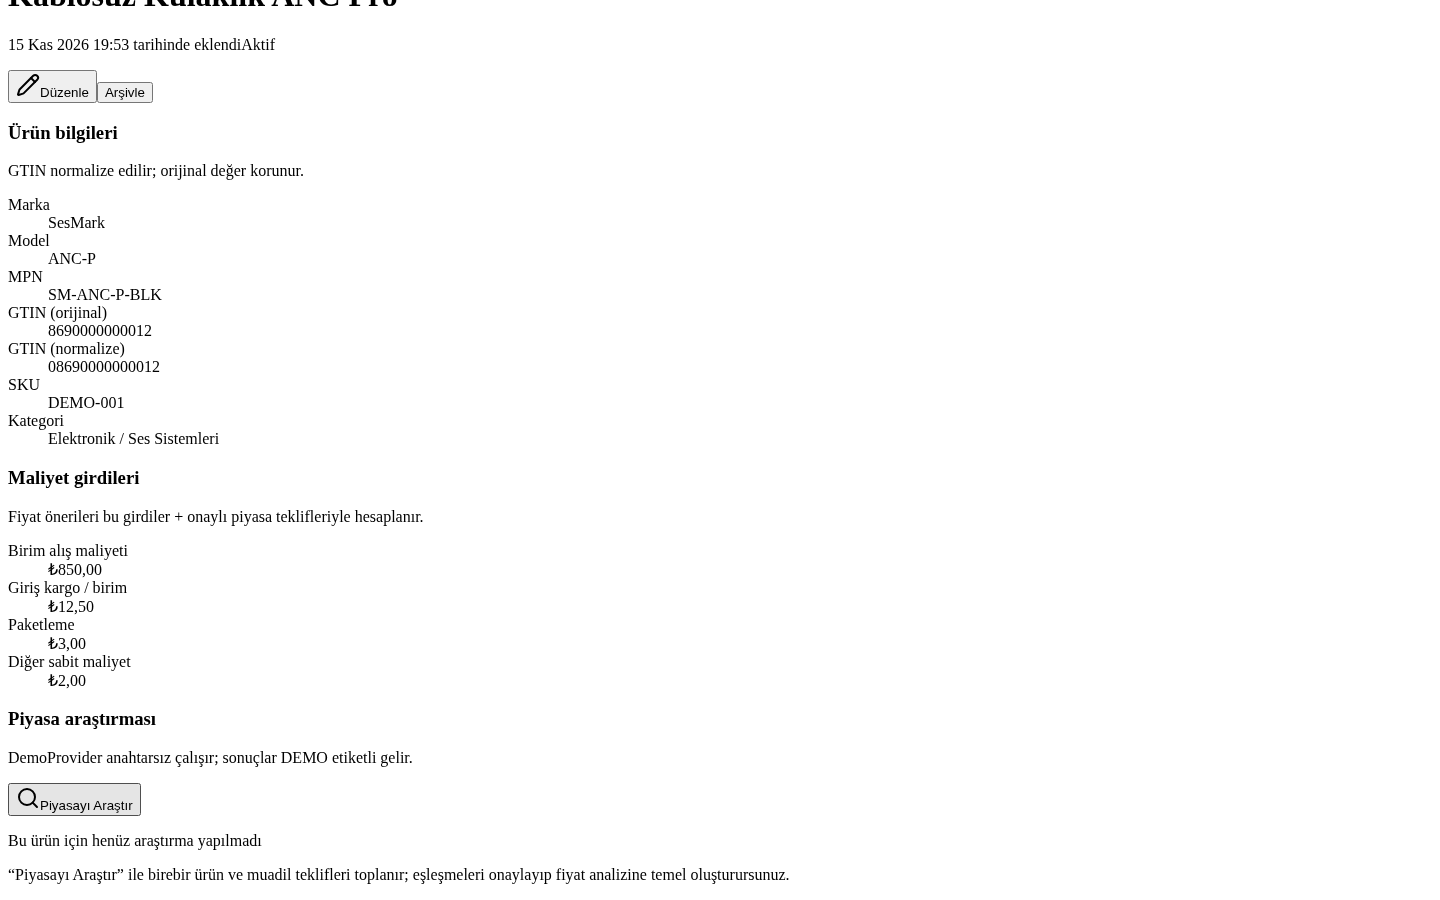 Kablosuz Kulaklık ANC Pro
15 Kas 2026 19:53 tarihinde eklendiAktif
Düzenle Arşivle
Ürün bilgileri
GTIN normalize edilir; orijinal değer korunur.
Marka
SesMark
Model
ANC-P
MPN
SM-ANC-P-BLK
GTIN (orijinal)
8690000000012
GTIN (normalize)
08690000000012
SKU
DEMO-001
Kategori
Elektronik / Ses Sistemleri
Maliyet girdileri
Fiyat önerileri bu girdiler + onaylı piyasa teklifleriyle hesaplanır.
Birim alış maliyeti
₺850,00
Giriş kargo / birim
₺12,50
Paketleme
₺3,00
Diğer sabit maliyet
₺2,00
Piyasa araştırması
DemoProvider anahtarsız çalışır; sonuçlar DEMO etiketli gelir.
Piyasayı Araştır
Bu ürün için henüz araştırma yapılmadı
“Piyasayı Araştır” ile birebir ürün ve muadil teklifleri toplanır; eşleşmeleri onaylayıp fiyat analizine temel oluşturursunuz.